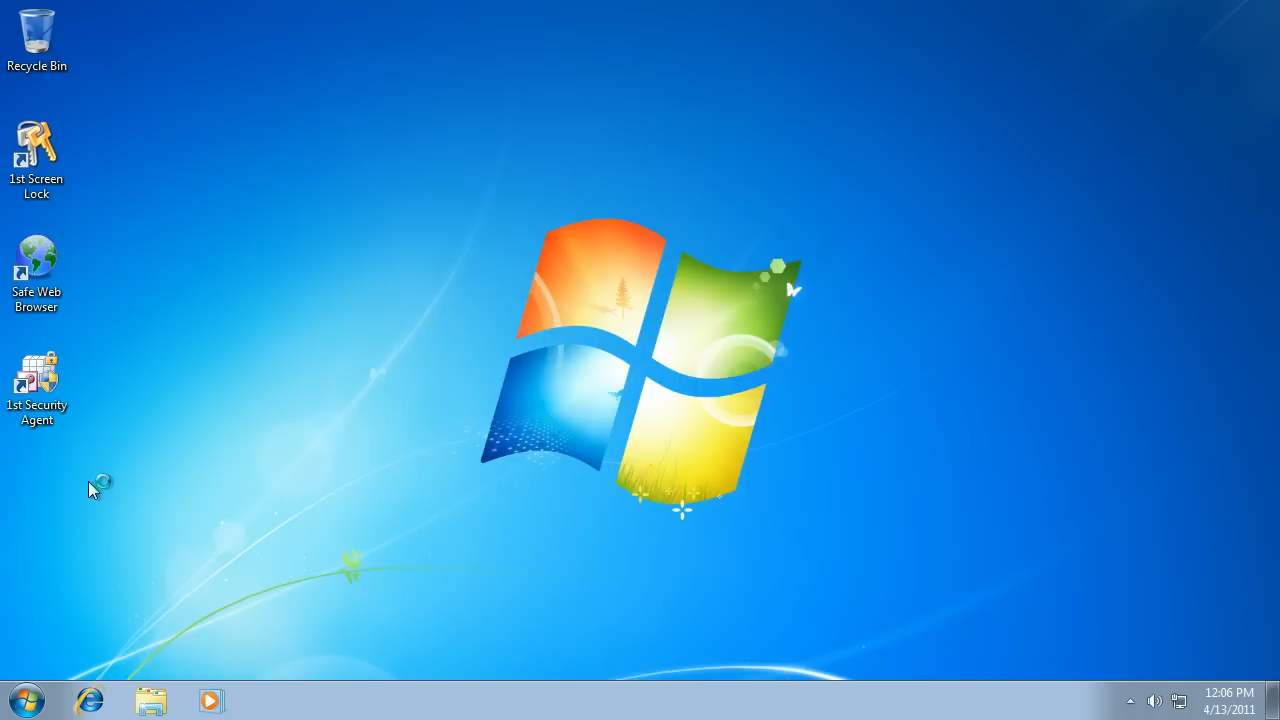 Recycle Bin
1st Screen
Lock
Safe Web
Browser
1st Security
Agent
12:06 PM
4/13/2011